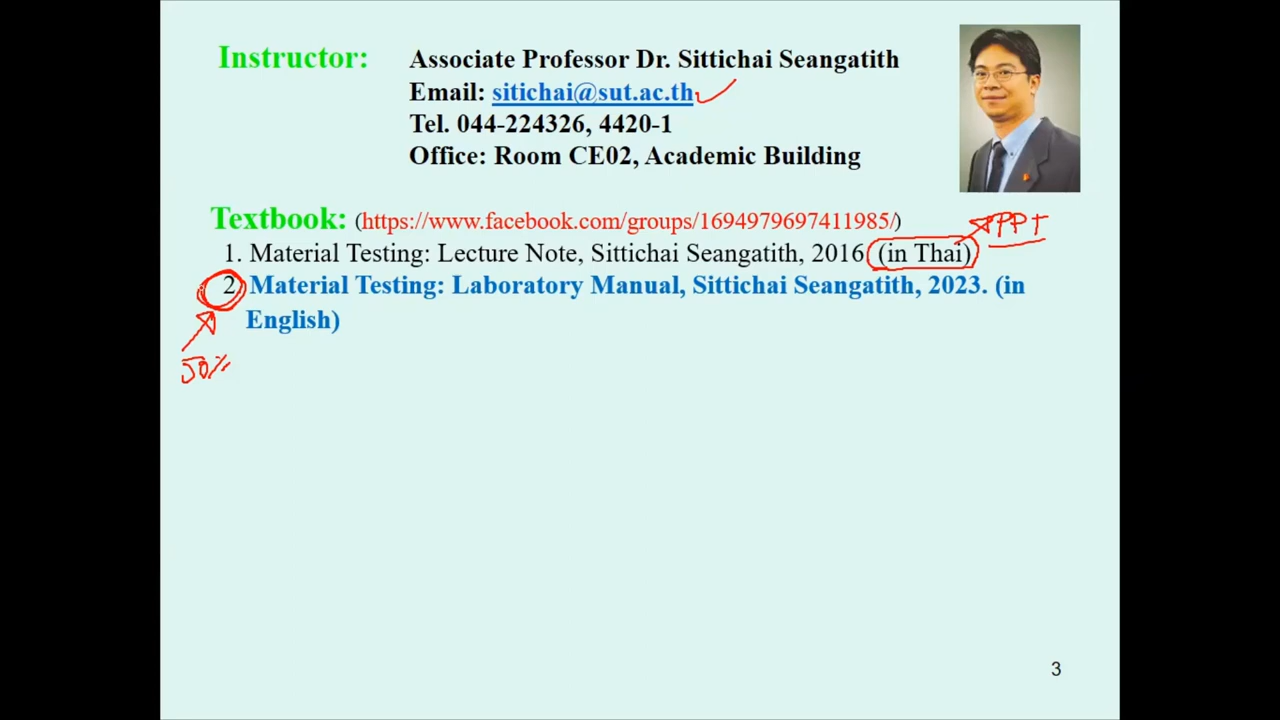 Instructor: Associate Professor Dr. Sittichai Seangatith
Email: sitichai@sut.ac.th
Tel. 044-224326, 4420-1
Office: Room CE02, Academic Building
Textbook: (https://www.facebook.com/groups/1694979697411985/)
PPT
1. Material Testing: Lecture Note, Sittichai Seangatith, 2016 (in Thai)
2. Material Testing: Laboratory Manual, Sittichai Seangatith, 2023. (in
English)
50%
3